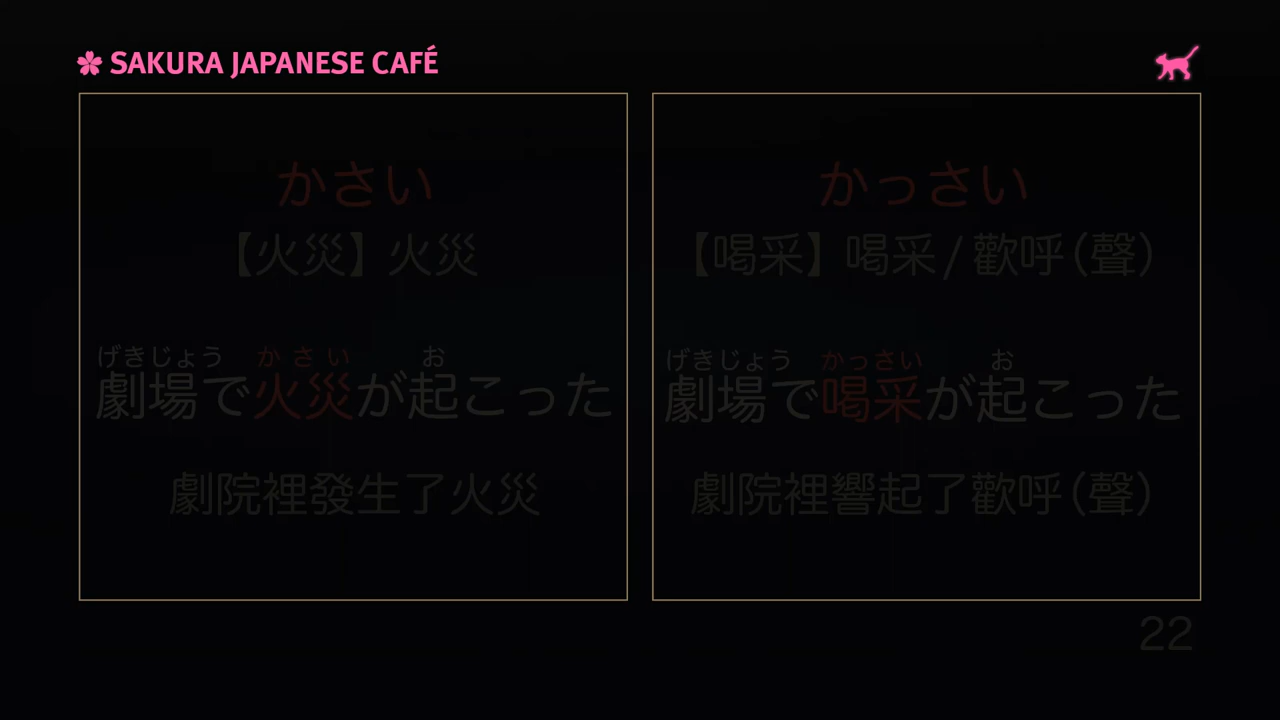 SAKURA JAPANESE CAFÉ
かさい
【火災】火災
げきじょう かさい お
劇場で火災が起こった
劇院裡發生了火災
かっさい
【喝采】喝采/歡呼(聲)
げきじょう かっさい お
劇場で喝采が起こった
劇院裡響起了歡呼(聲)
22